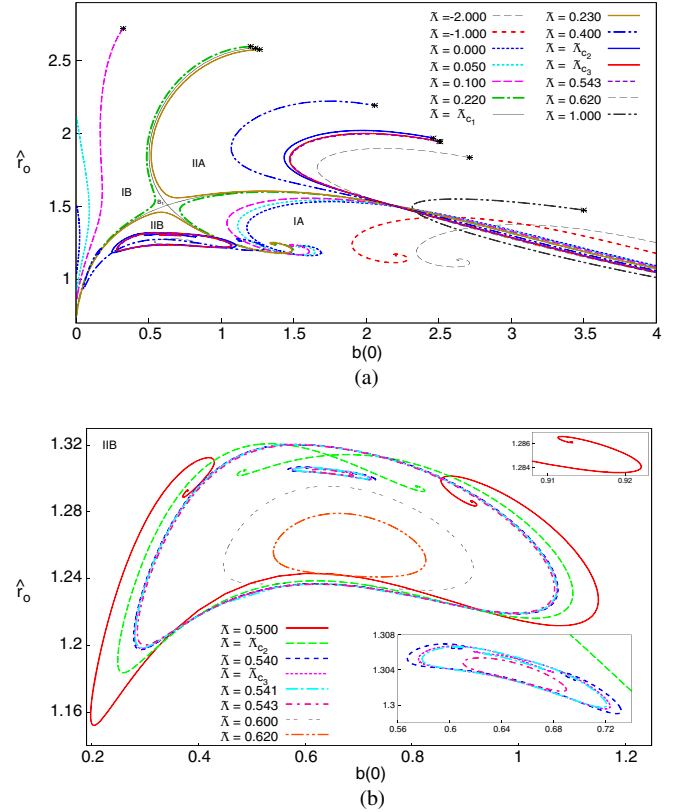 Λ̄ = -2.000
Λ̄ = -1.000
Λ̄ = 0.000
Λ̄ = 0.050
Λ̄ = 0.100
Λ̄ = 0.220
Λ̄ = Λ̄c₁
Λ̄ = 0.230
Λ̄ = 0.400
Λ̄ = Λ̄c₂
Λ̄ = Λ̄c₃
Λ̄ = 0.543
Λ̄ = 0.620
Λ̄ = 1.000
2.5
2
1.5
1
r̂o
IB
IIA
B₁
IIB
IA
0 0.5 1 1.5 2 2.5 3 3.5 4
b(0)
(a)
IIB
1.32
1.28
1.24
1.2
1.16
r̂o
1.286
1.284
0.91 0.92
Λ̄ = 0.500
Λ̄ = Λ̄c₂
Λ̄ = 0.540
Λ̄ = Λ̄c₃
Λ̄ = 0.541
Λ̄ = 0.543
Λ̄ = 0.600
Λ̄ = 0.620
1.308
1.304
1.3
0.56 0.6 0.64 0.68 0.72
0.2 0.4 0.6 0.8 1 1.2
b(0)
(b)